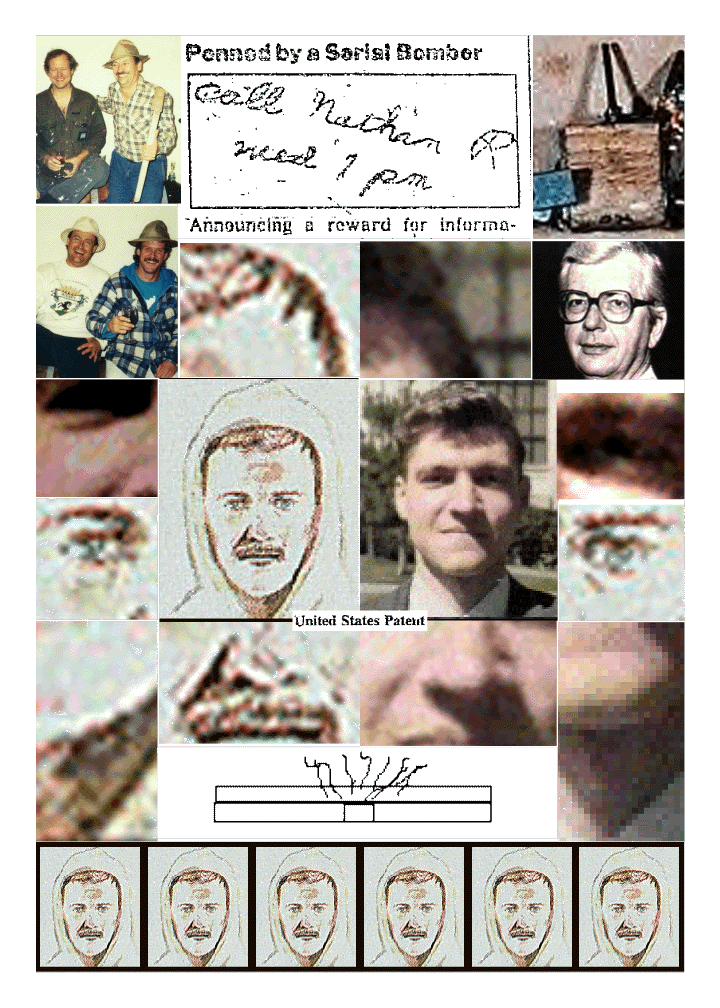 Penned by a Serial Bomber
Call Nathan R
wed 7 pm
"Announcing a reward for informa-
United States Patent